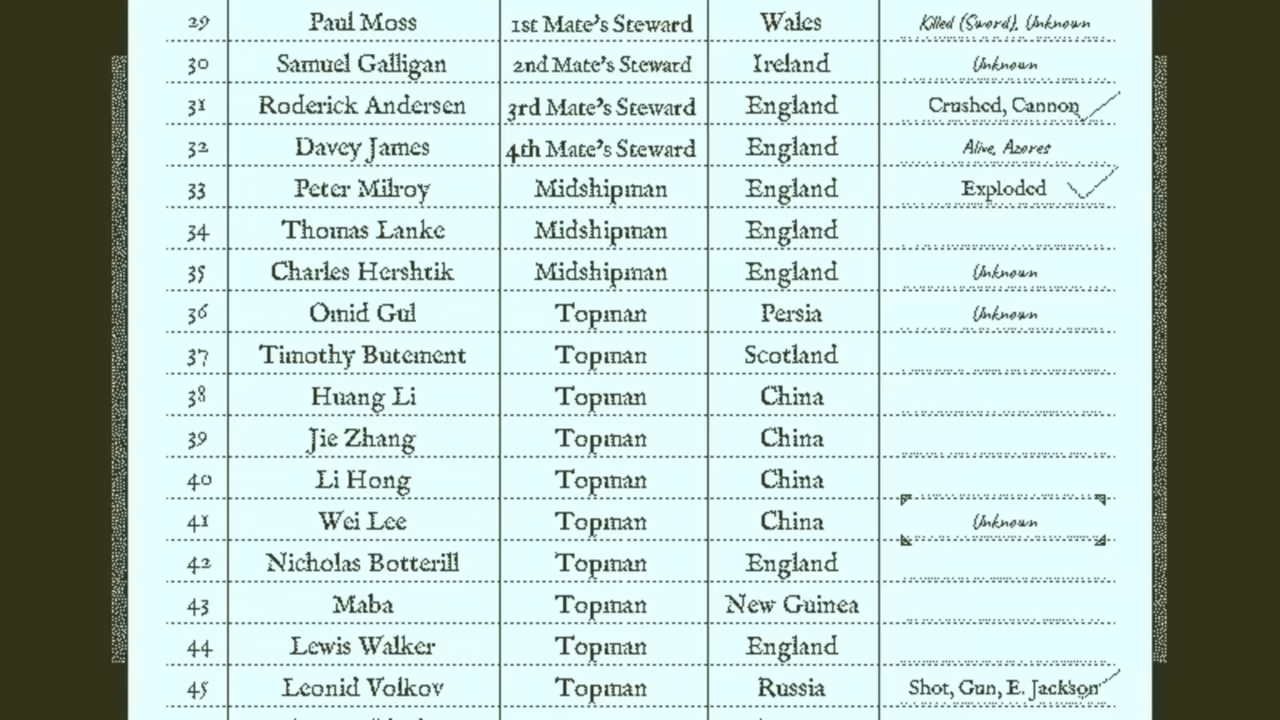 29 Paul Moss 1st Mate's Steward Wales Killed (Sword), Unknown
30 Samuel Galligan 2nd Mate's Steward Ireland Unknown
31 Roderick Andersen 3rd Mate's Steward England Crushed, Cannon
32 Davey James 4th Mate's Steward England Alive, Azores
33 Peter Milroy Midshipman England Exploded
34 Thomas Lanke Midshipman England
35 Charles Hershtik Midshipman England Unknown
36 Omid Gul Topman Persia Unknown
37 Timothy Butement Topman Scotland
38 Huang Li Topman China
39 Jie Zhang Topman China
40 Li Hong Topman China
41 Wei Lee Topman China Unknown
42 Nicholas Botterill Topman England
43 Maba Topman New Guinea
44 Lewis Walker Topman England
45 Leonid Volkov Topman Russia Shot, Gun, E. Jackson